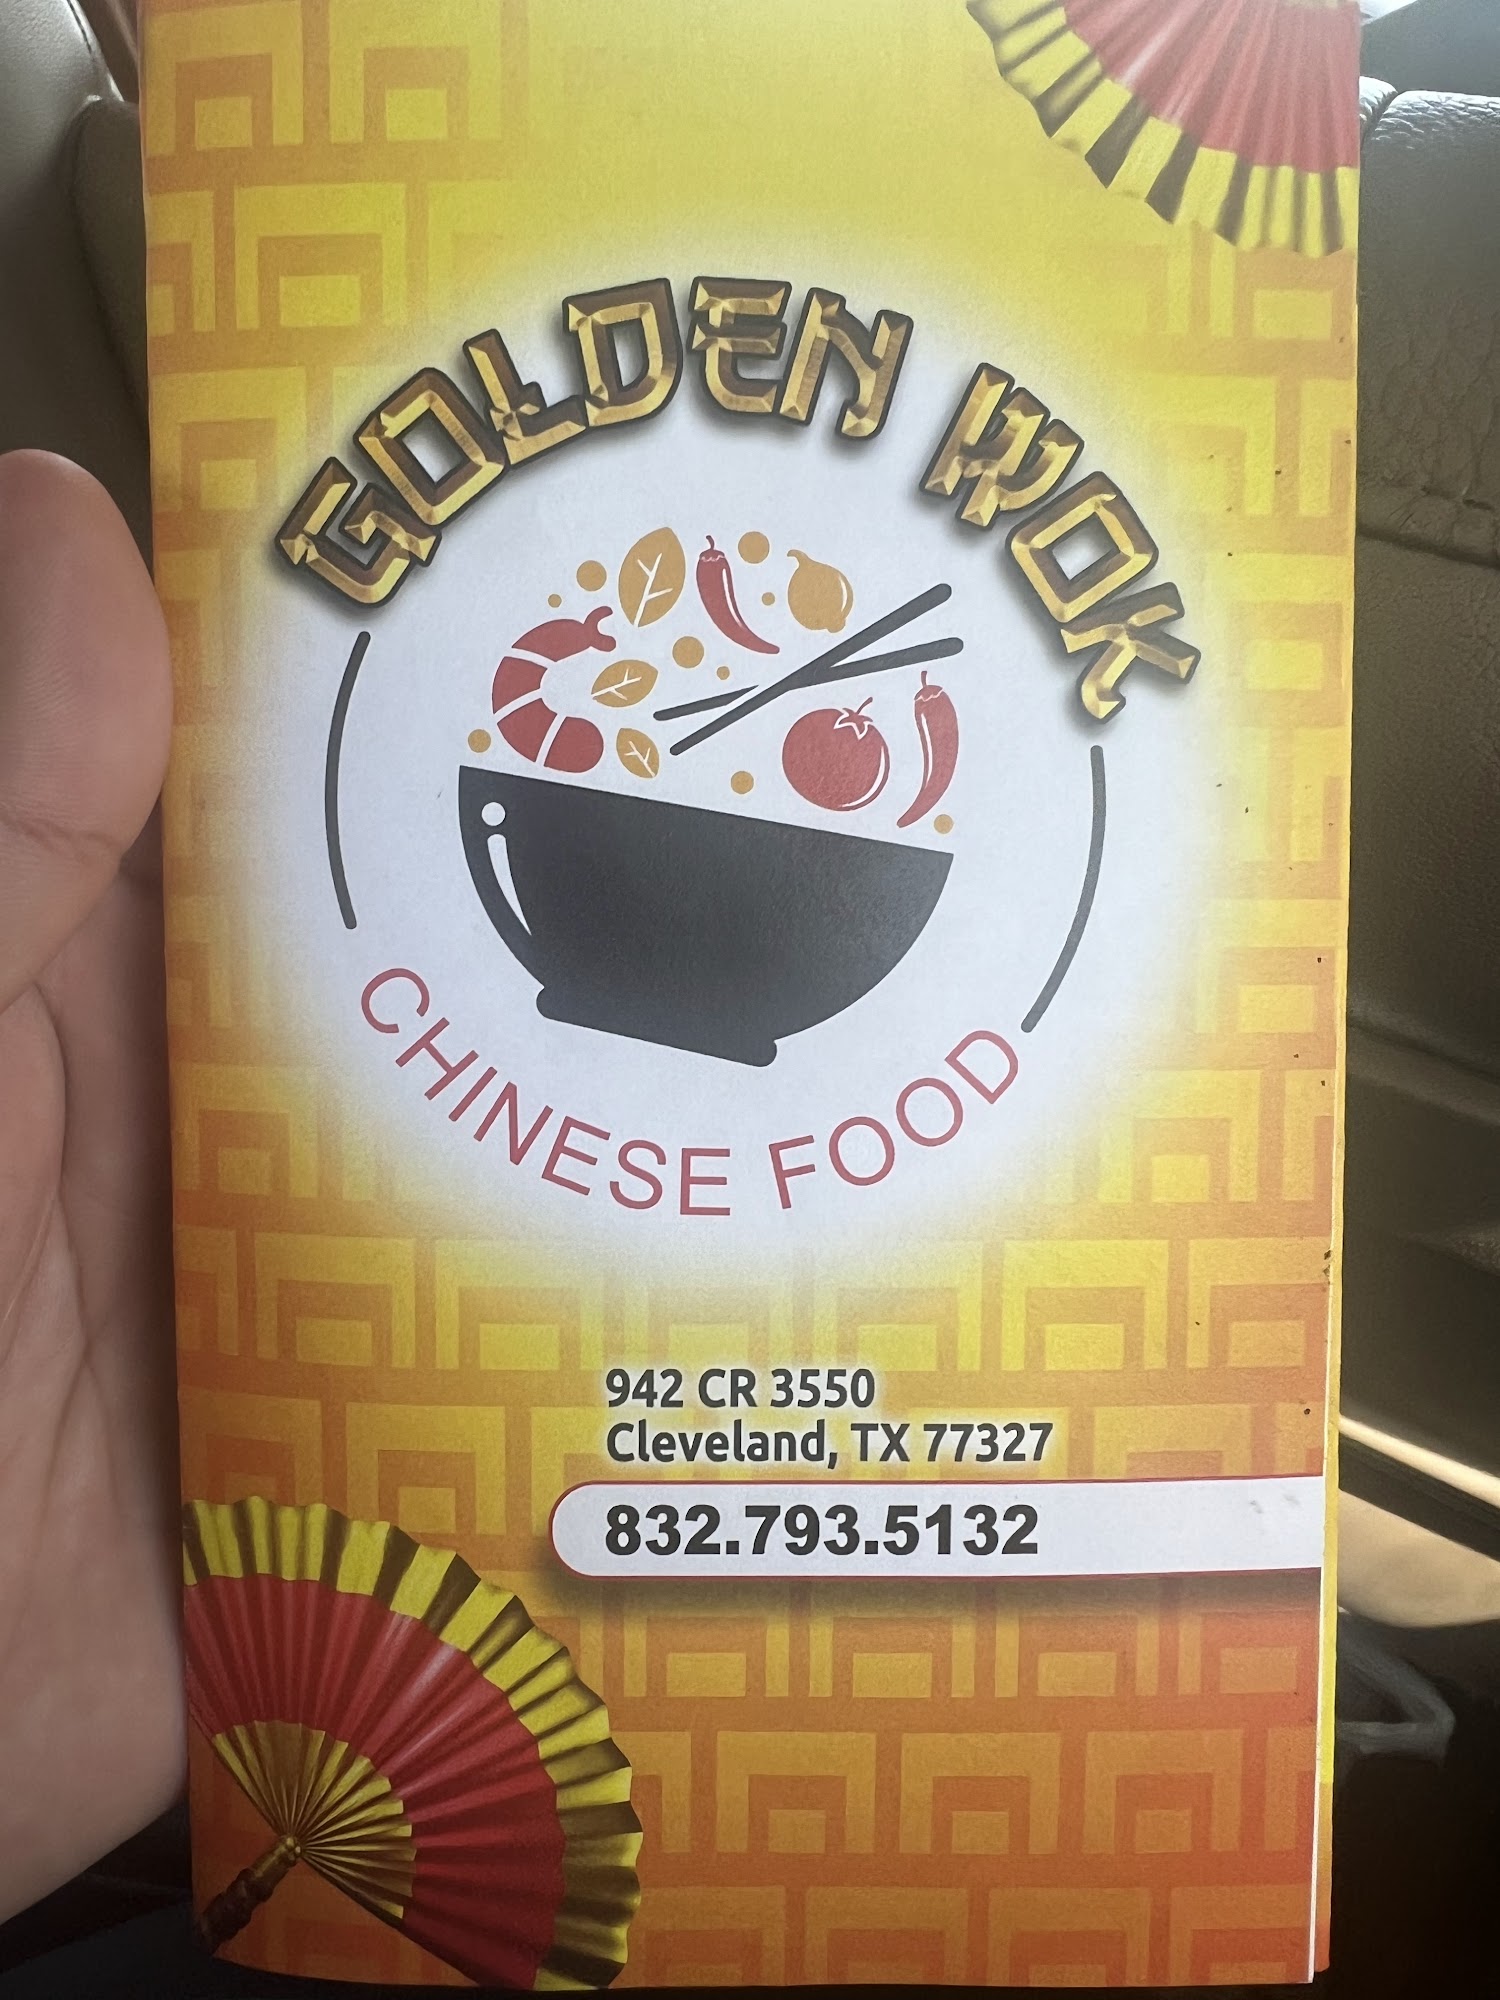 GOLDEN WOK
CHINESE FOOD
942 CR 3550
Cleveland, TX 77327
832.793.5132